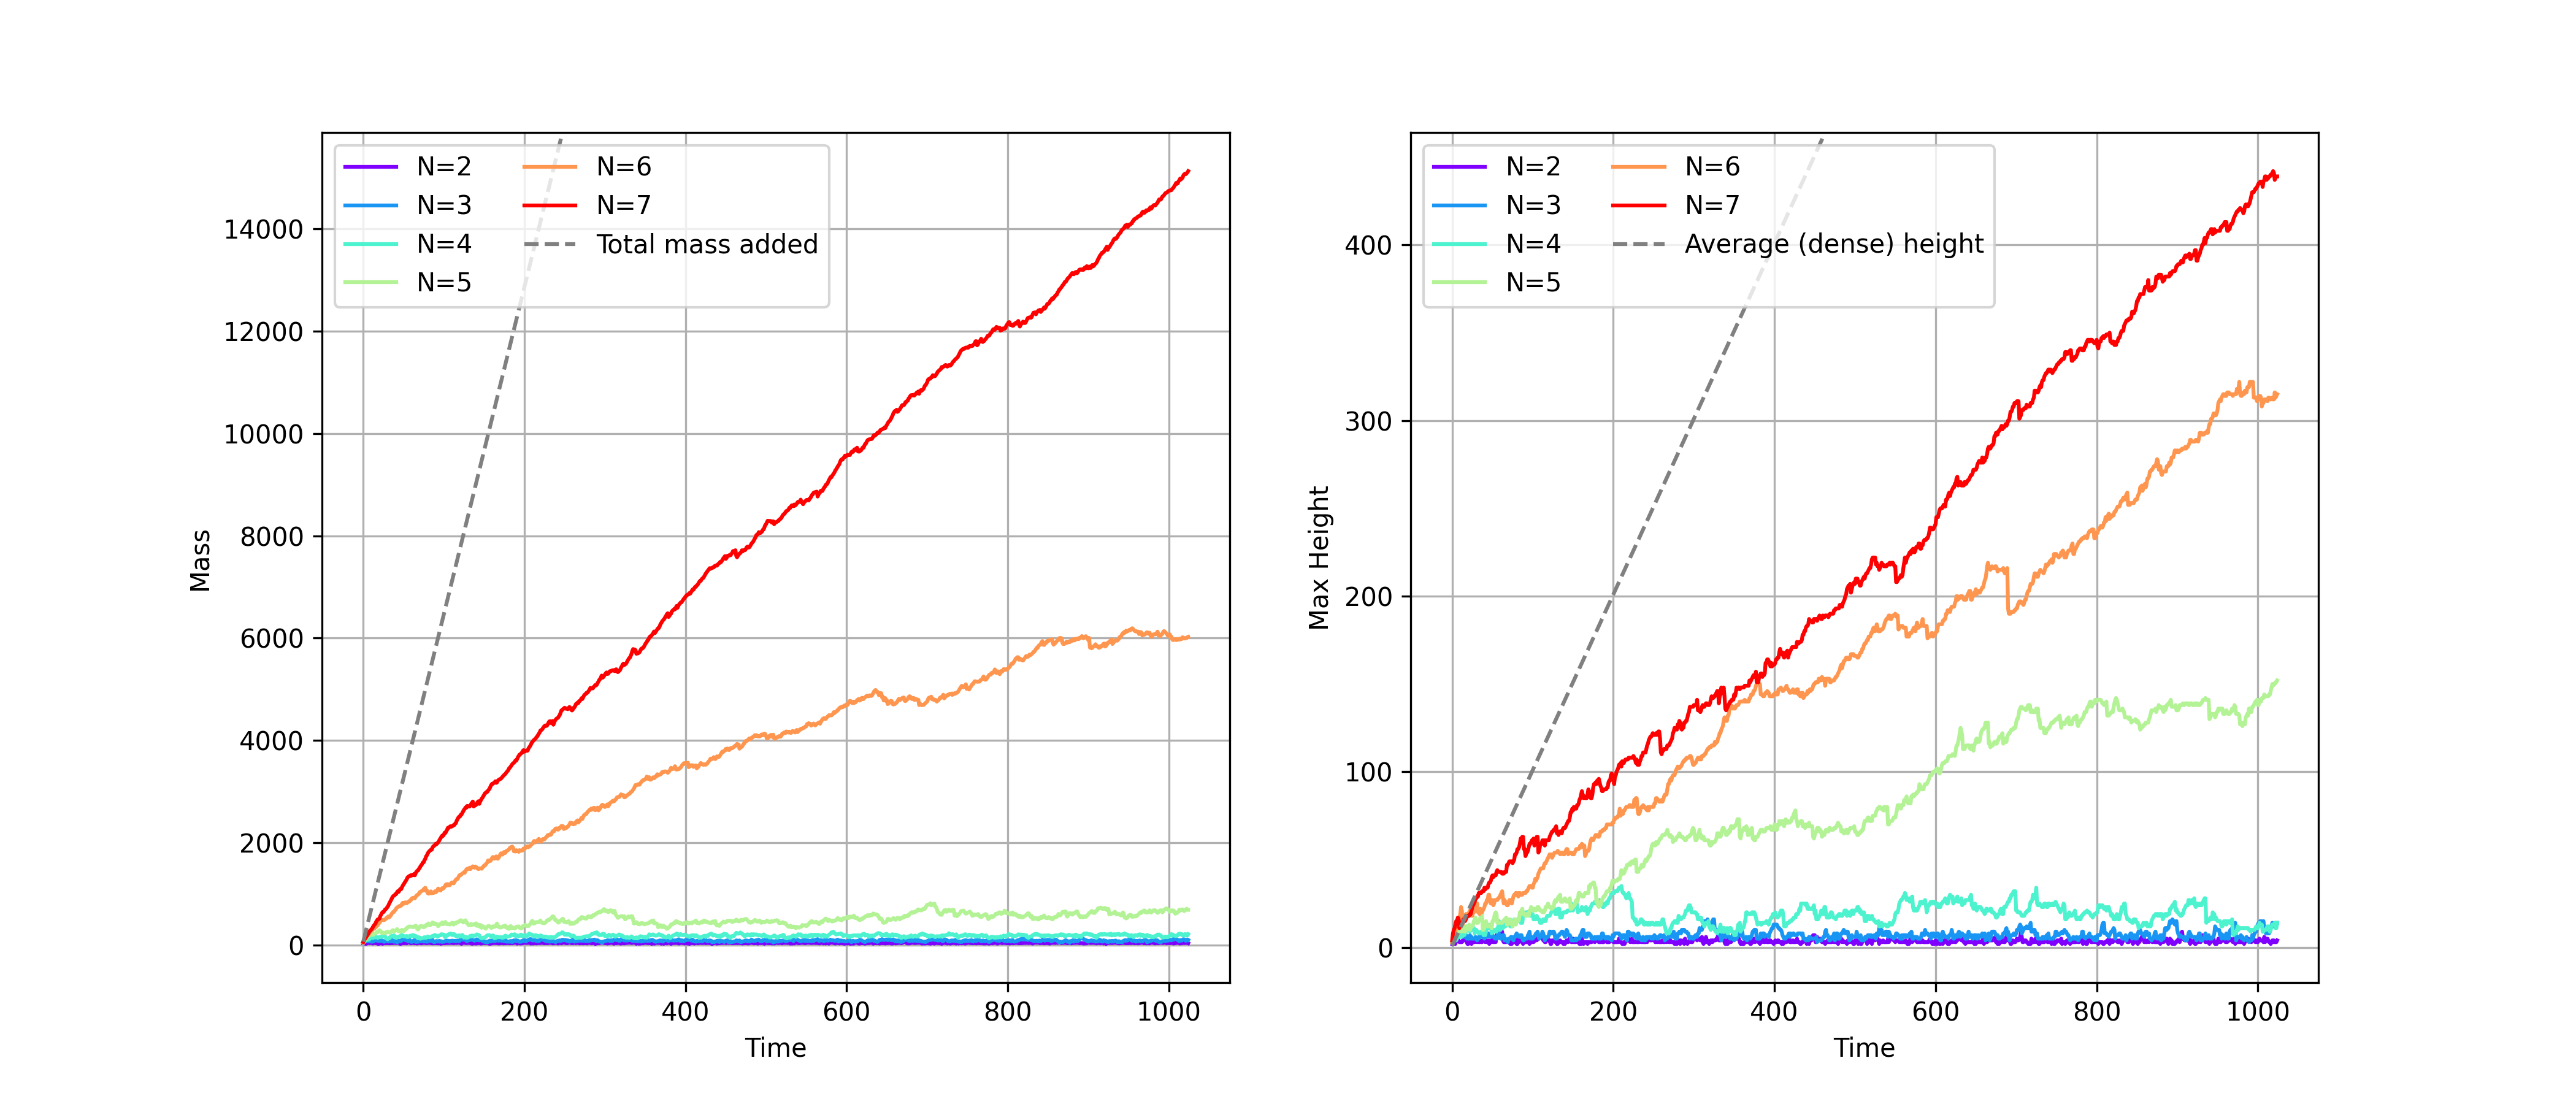 N=2
N=3
N=4
N=5
N=6
N=7
Total mass added
14000
12000
10000
8000
6000
4000
2000
0
Mass
0
200
400
600
800
1000
Time
N=2
N=3
N=4
N=5
N=6
N=7
Average (dense) height
400
300
200
100
0
Max Height
0
200
400
600
800
1000
Time